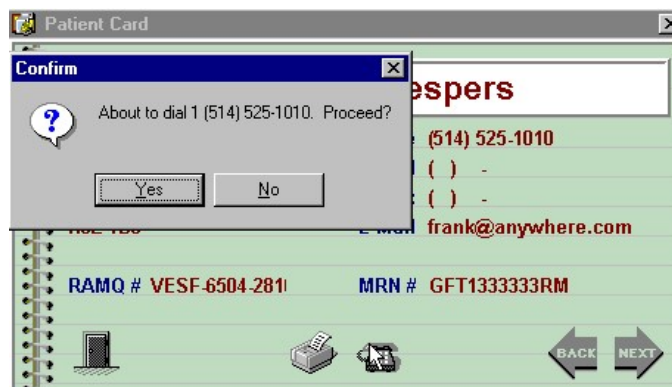 Patient Card
Confirm
About to dial 1 (514) 525-1010. Proceed?
Yes No
espers
(514) 525-1010
( ) -
( ) -
frank@anywhere.com
RAMQ # VESF-6504-281
MRN # GFT1333333RM
BACK NEXT